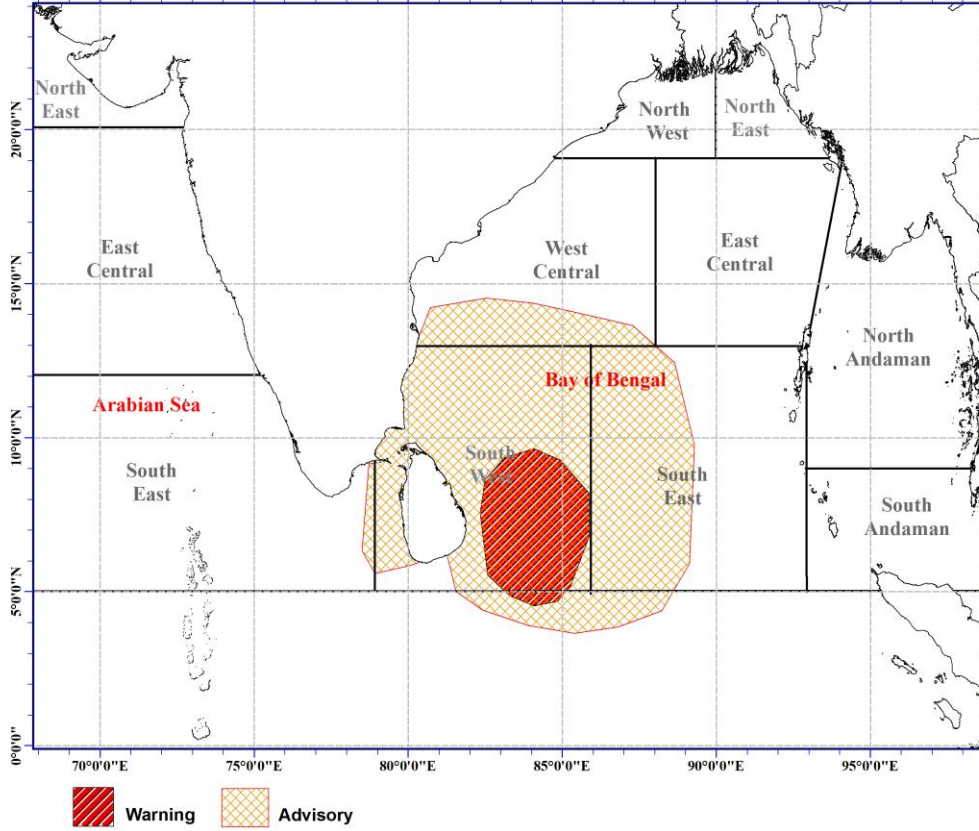 North
East
North
West
North
East
20°0'0"N
East
Central
West
Central
East
Central
15°0'0"N
North
Andaman
Bay of Bengal
Arabian Sea
10°0'0"N
South
East
South
West
South
East
South
Andaman
5°0'0"N
0°0'0"
70°0'0"E 75°0'0"E 80°0'0"E 85°0'0"E 90°0'0"E 95°0'0"E
Warning Advisory